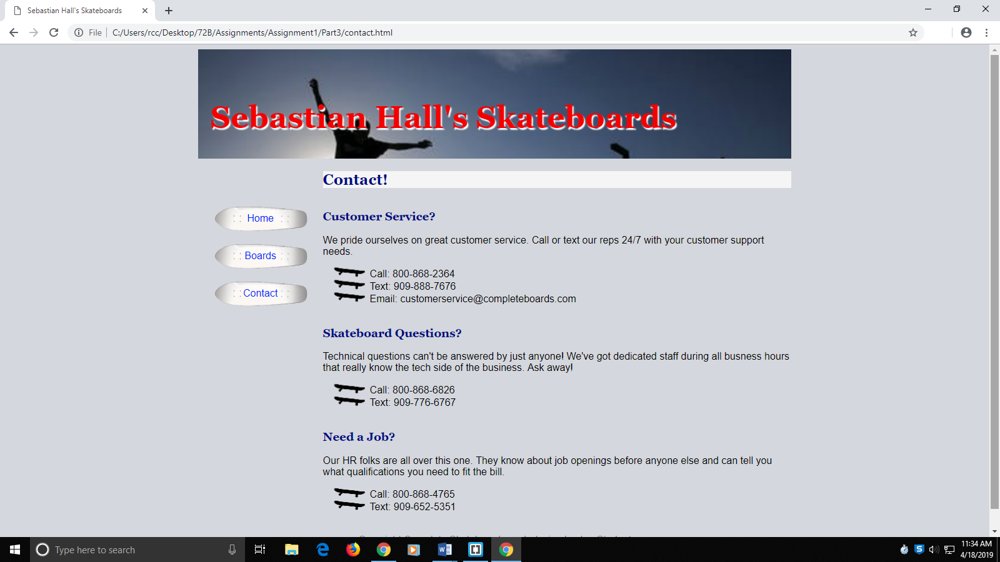 Sebastian Hall's Skateboards
File
C:/Users/rcc/Desktop/72B/Assignments/Assignment1/Part3/contact.html
Sebastian Hall's Skateboards
Contact!
Home
Boards
Contact
Customer Service?
We pride ourselves on great customer service. Call or text our reps 24/7 with your customer support
needs.
Call: 800-868-2364
Text: 909-888-7676
Email: customerservice@completeboards.com
Skateboard Questions?
Technical questions can't be answered by just anyone! We've got dedicated staff during all busness hours
that really know the tech side of the business. Ask away!
Call: 800-868-6826
Text: 909-776-6767
Need a Job?
Our HR folks are all over this one. They know about job openings before anyone else and can tell you
what qualifications you need to fit the bill.
Call: 800-868-4765
Text: 909-652-5351
Type here to search
11:34 AM
4/18/2019